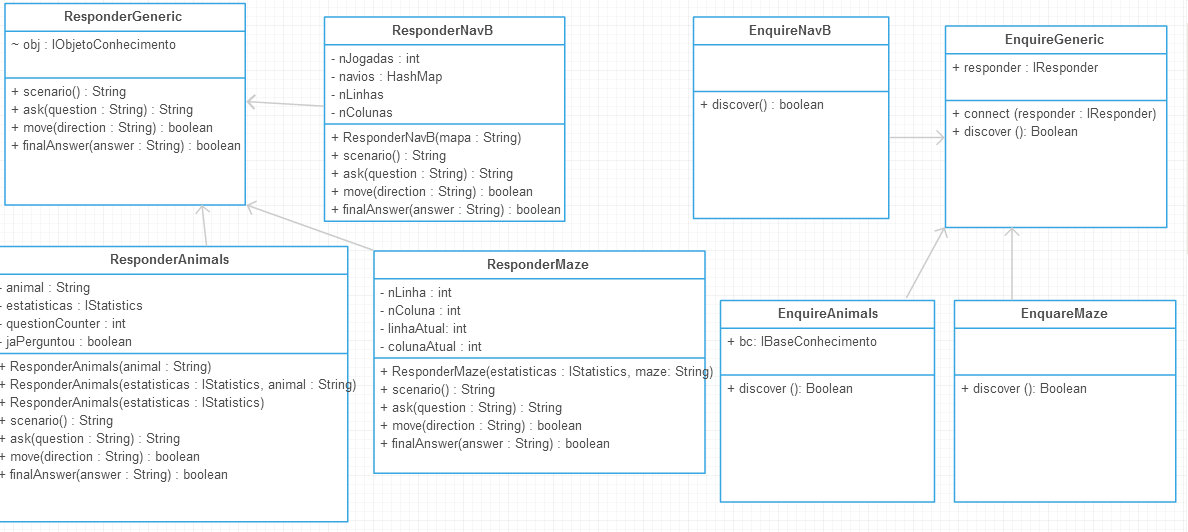 ResponderGeneric
~ obj : IObjetoConhecimento
+ scenario() : String
+ ask(question : String) : String
+ move(direction : String) : boolean
+ finalAnswer(answer : String) : boolean
ResponderNavB
- nJogadas : int
- navios : HashMap
- nLinhas
- nColunas
+ ResponderNavB(mapa : String)
+ scenario() : String
+ ask(question : String) : String
+ move(direction : String) : boolean
+ finalAnswer(answer : String) : boolean
EnquireNavB
+ discover() : boolean
EnquireGeneric
+ responder : IResponder
+ connect (responder : IResponder)
+ discover (): Boolean
ResponderAnimals
- animal : String
- estatisticas : IStatistics
- questionCounter : int
- jaPerguntou : boolean
+ ResponderAnimals(animal : String)
+ ResponderAnimals(estatisticas : IStatistics, animal : String)
+ ResponderAnimals(estatisticas : IStatistics)
+ scenario() : String
+ ask(question : String) : String
+ move(direction : String) : boolean
+ finalAnswer(answer : String) : boolean
ResponderMaze
- nLinha : int
- nColuna : int
- linhaAtual: int
- colunaAtual : int
+ ResponderMaze(estatisticas : IStatistics, maze: String)
+ scenario() : String
+ ask(question : String) : String
+ move(direction : String) : boolean
+ finalAnswer(answer : String) : boolean
EnquireAnimals
+ bc: IBaseConhecimento
+ discover (): Boolean
EnquareMaze
+ discover (): Boolean